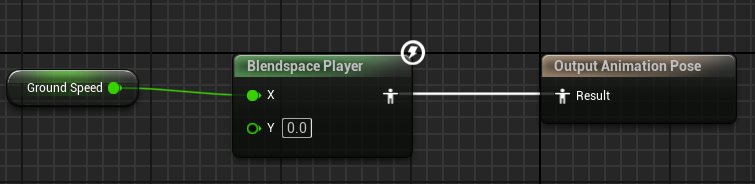 Blendspace Player
Output Animation Pose
Ground Speed
X
Result
Y 0.0